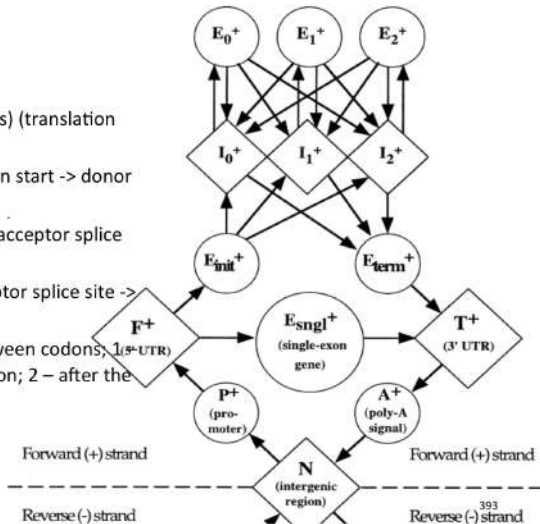 E₀⁺ E₁⁺ E₂⁺
s) (translation
I₀⁺ I₁⁺ I₂⁺
n start -> donor
.
acceptor splice
Einit⁺ Eterm⁺
ptor splice site ->
F⁺ Esngl⁺ T⁺
(5' UTR) (single-exon (3' UTR)
gene)
ween codons; 1
on; 2 – after the
P⁺ A⁺
(pro- (poly-A
moter) signal)
Forward (+) strand Forward (+) strand
N
(intergenic
region)
Reverse (-) strand Reverse (-) strand
393